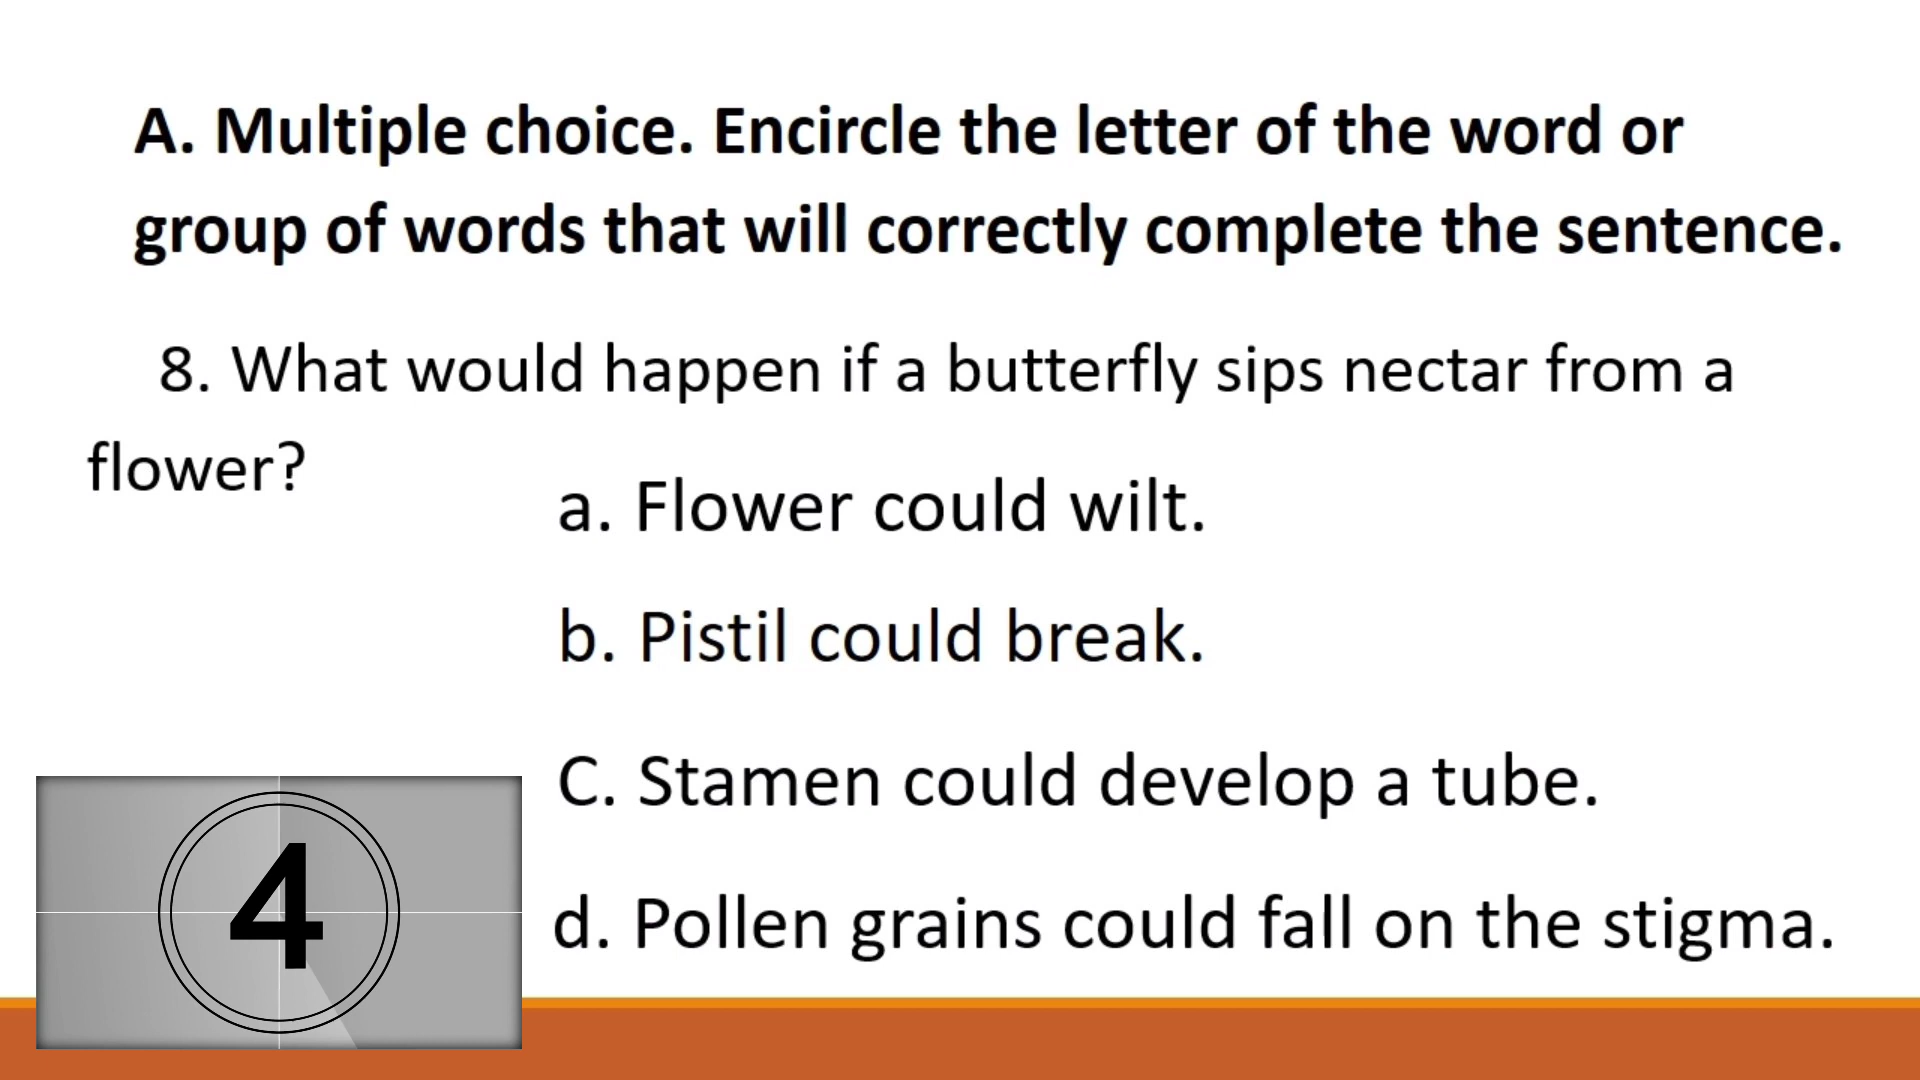 A. Multiple choice. Encircle the letter of the word or
group of words that will correctly complete the sentence.
8. What would happen if a butterfly sips nectar from a
flower?
a. Flower could wilt.
b. Pistil could break.
C. Stamen could develop a tube.
d. Pollen grains could fall on the stigma.
4